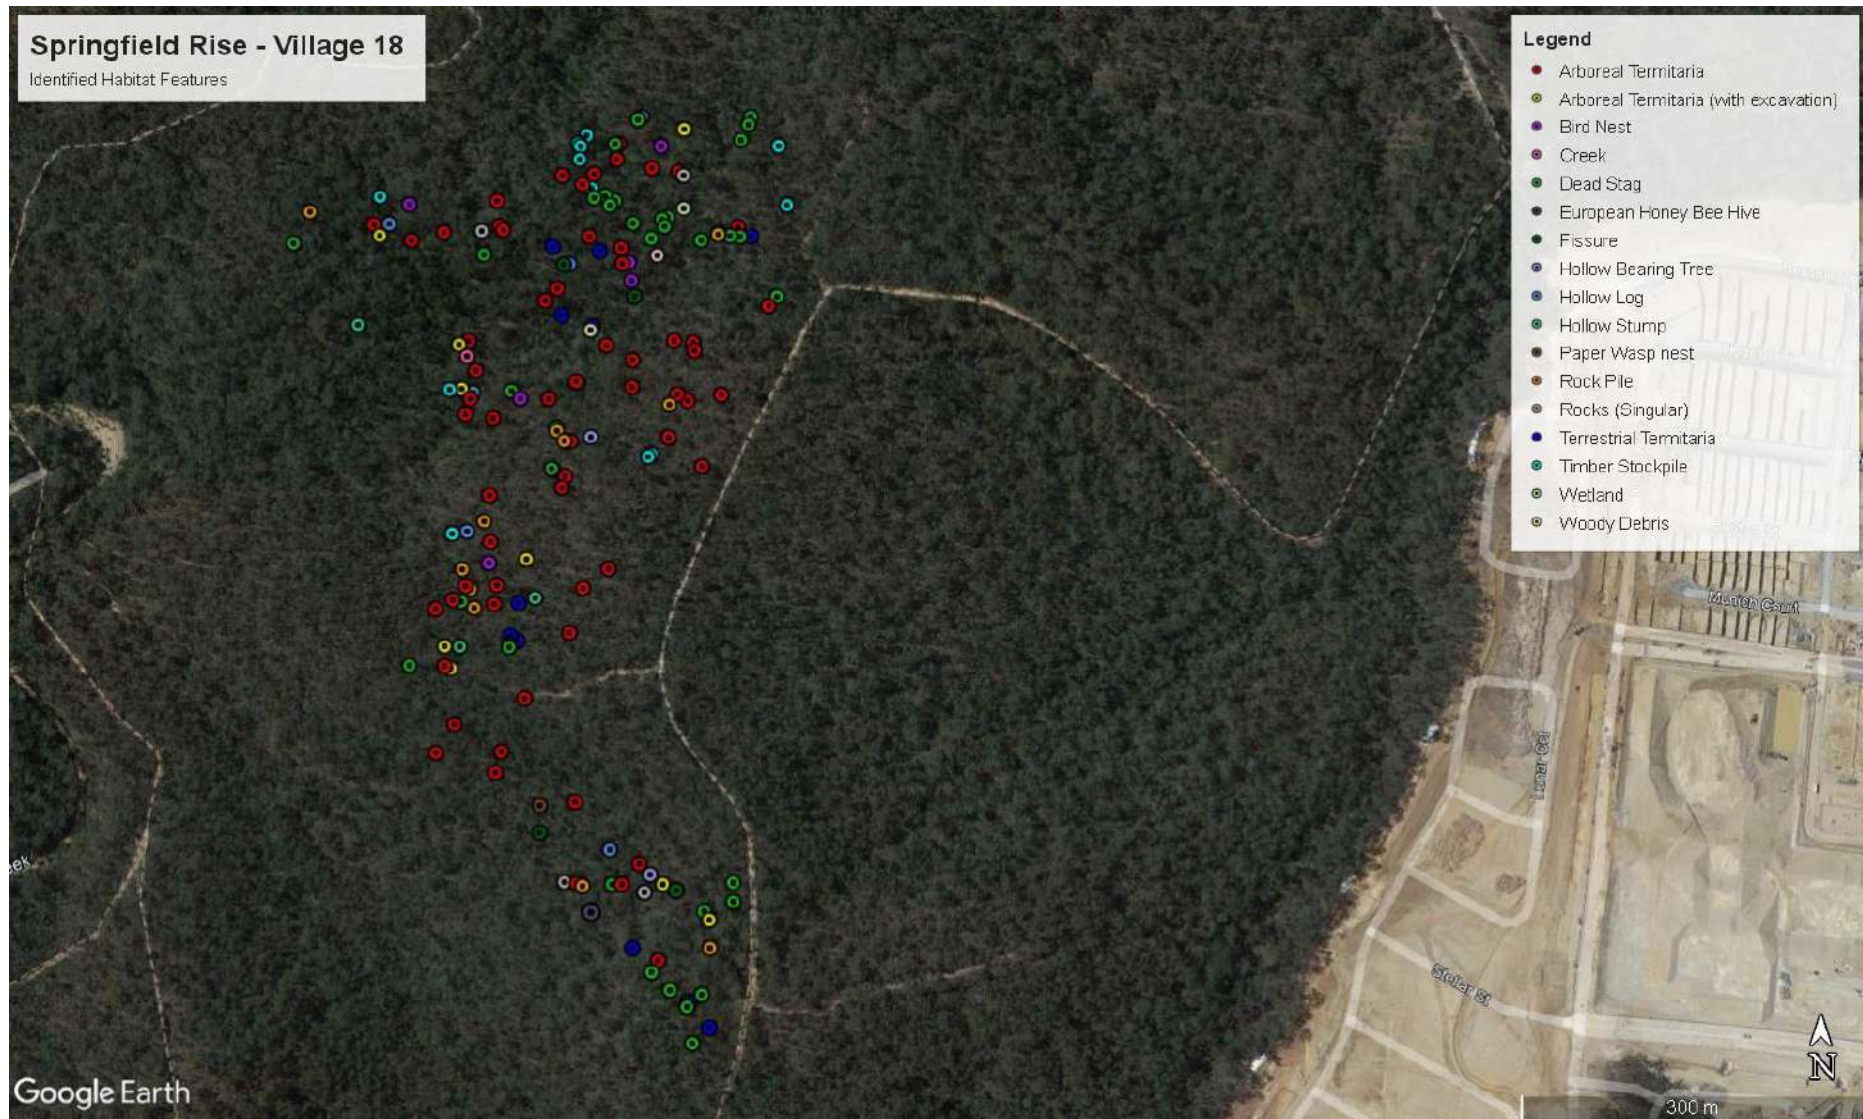 Springfield Rise - Village 18
Identified Habitat Features
Legend
Arboreal Termitaria
Arboreal Termitaria (with excavation)
Bird Nest
Creek
Dead Stag
European Honey Bee Hive
Fissure
Hollow Bearing Tree
Hollow Log
Hollow Stump
Paper Wasp nest
Rock Pile
Rocks (Singular)
Terrestrial Termitaria
Timber Stockpile
Wetland
Woody Debris
Munich Court
Lunar Cct
eek
Stellar St
N
Google Earth
300 m